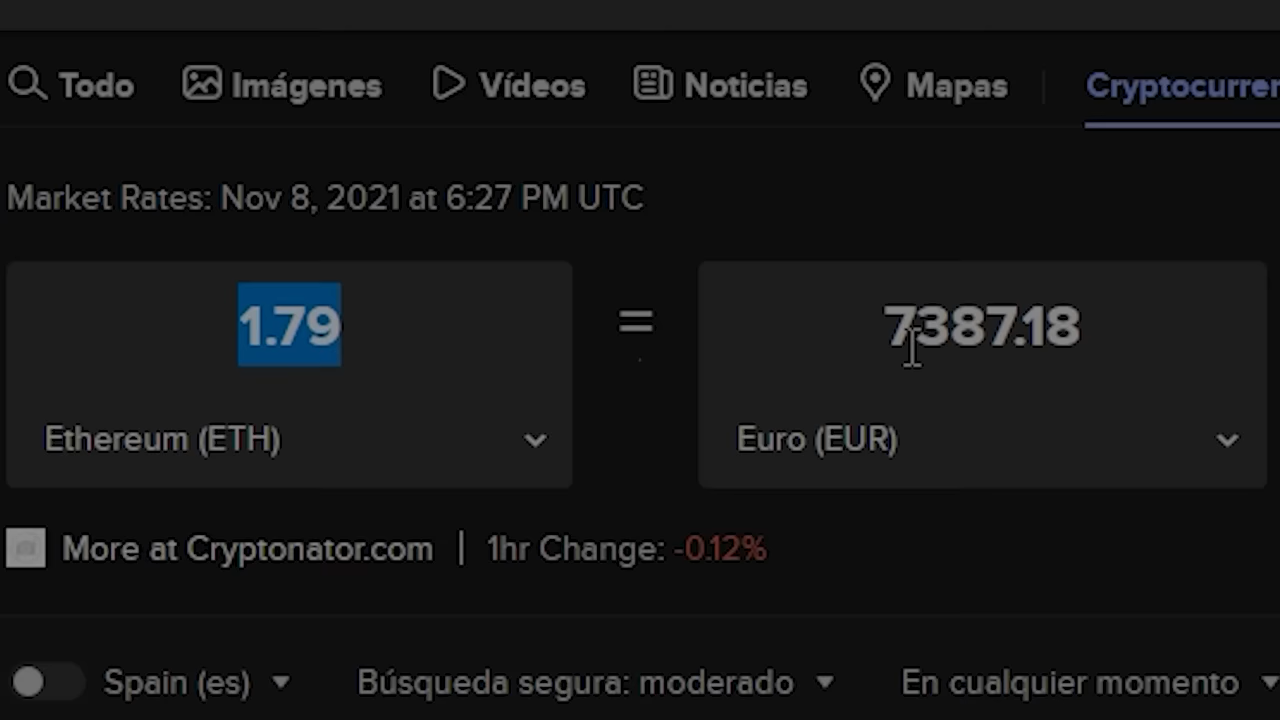 Todo Imágenes Vídeos Noticias Mapas Cryptocurren
Market Rates: Nov 8, 2021 at 6:27 PM UTC
1.79 = 7387.18
Ethereum (ETH) Euro (EUR)
More at Cryptonator.com | 1hr Change: -0.12%
Spain (es) Búsqueda segura: moderado En cualquier momento